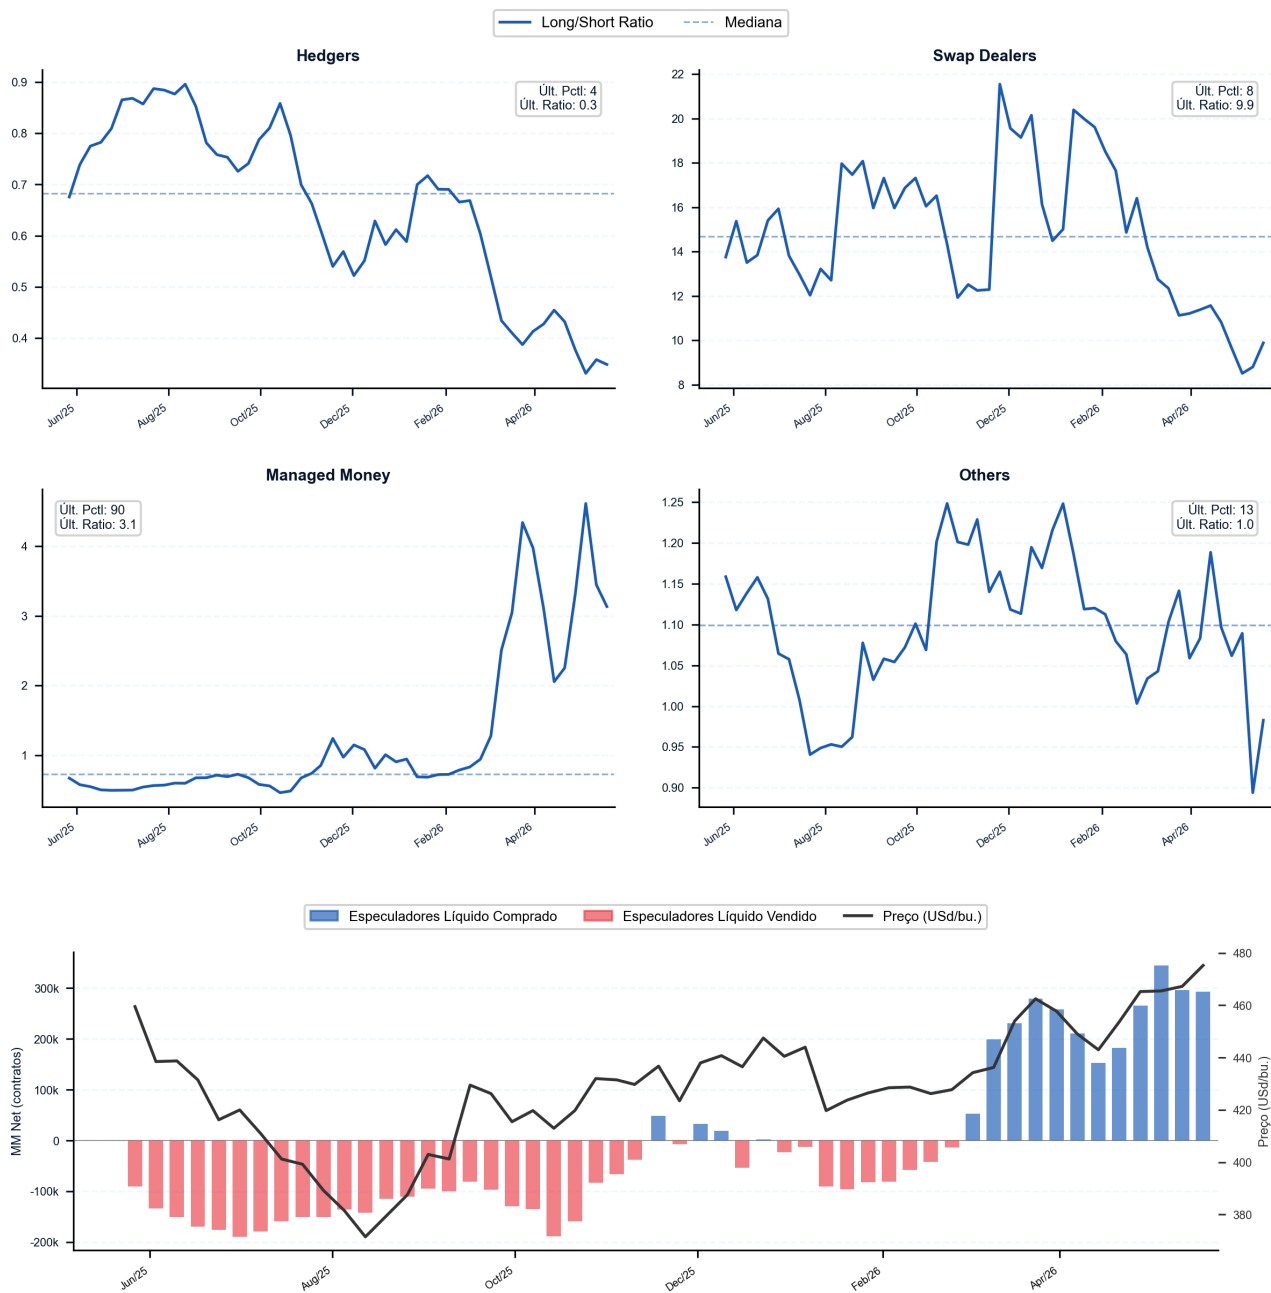 Long/Short Ratio   Mediana
Hedgers
Últ. Pctl: 4
Últ. Ratio: 0.3
0.9
0.8
0.7
0.6
0.5
0.4
Jun/25 Aug/25 Oct/25 Dec/25 Feb/26 Apr/26
Swap Dealers
Últ. Pctl: 8
Últ. Ratio: 9.9
22
20
18
16
14
12
10
8
Jun/25 Aug/25 Oct/25 Dec/25 Feb/26 Apr/26
Managed Money
Últ. Pctl: 90
Últ. Ratio: 3.1
4
3
2
1
Jun/25 Aug/25 Oct/25 Dec/25 Feb/26 Apr/26
Others
Últ. Pctl: 13
Últ. Ratio: 1.0
1.25
1.20
1.15
1.10
1.05
1.00
0.95
0.90
Jun/25 Aug/25 Oct/25 Dec/25 Feb/26 Apr/26
Especuladores Líquido Comprado   Especuladores Líquido Vendido   Preço (USd/bu.)
MM Net (contratos)
300k
200k
100k
0
-100k
-200k
480
460
440
420
400
380
Preço (USd/bu.)
Jun/25 Aug/25 Oct/25 Dec/25 Feb/26 Apr/26